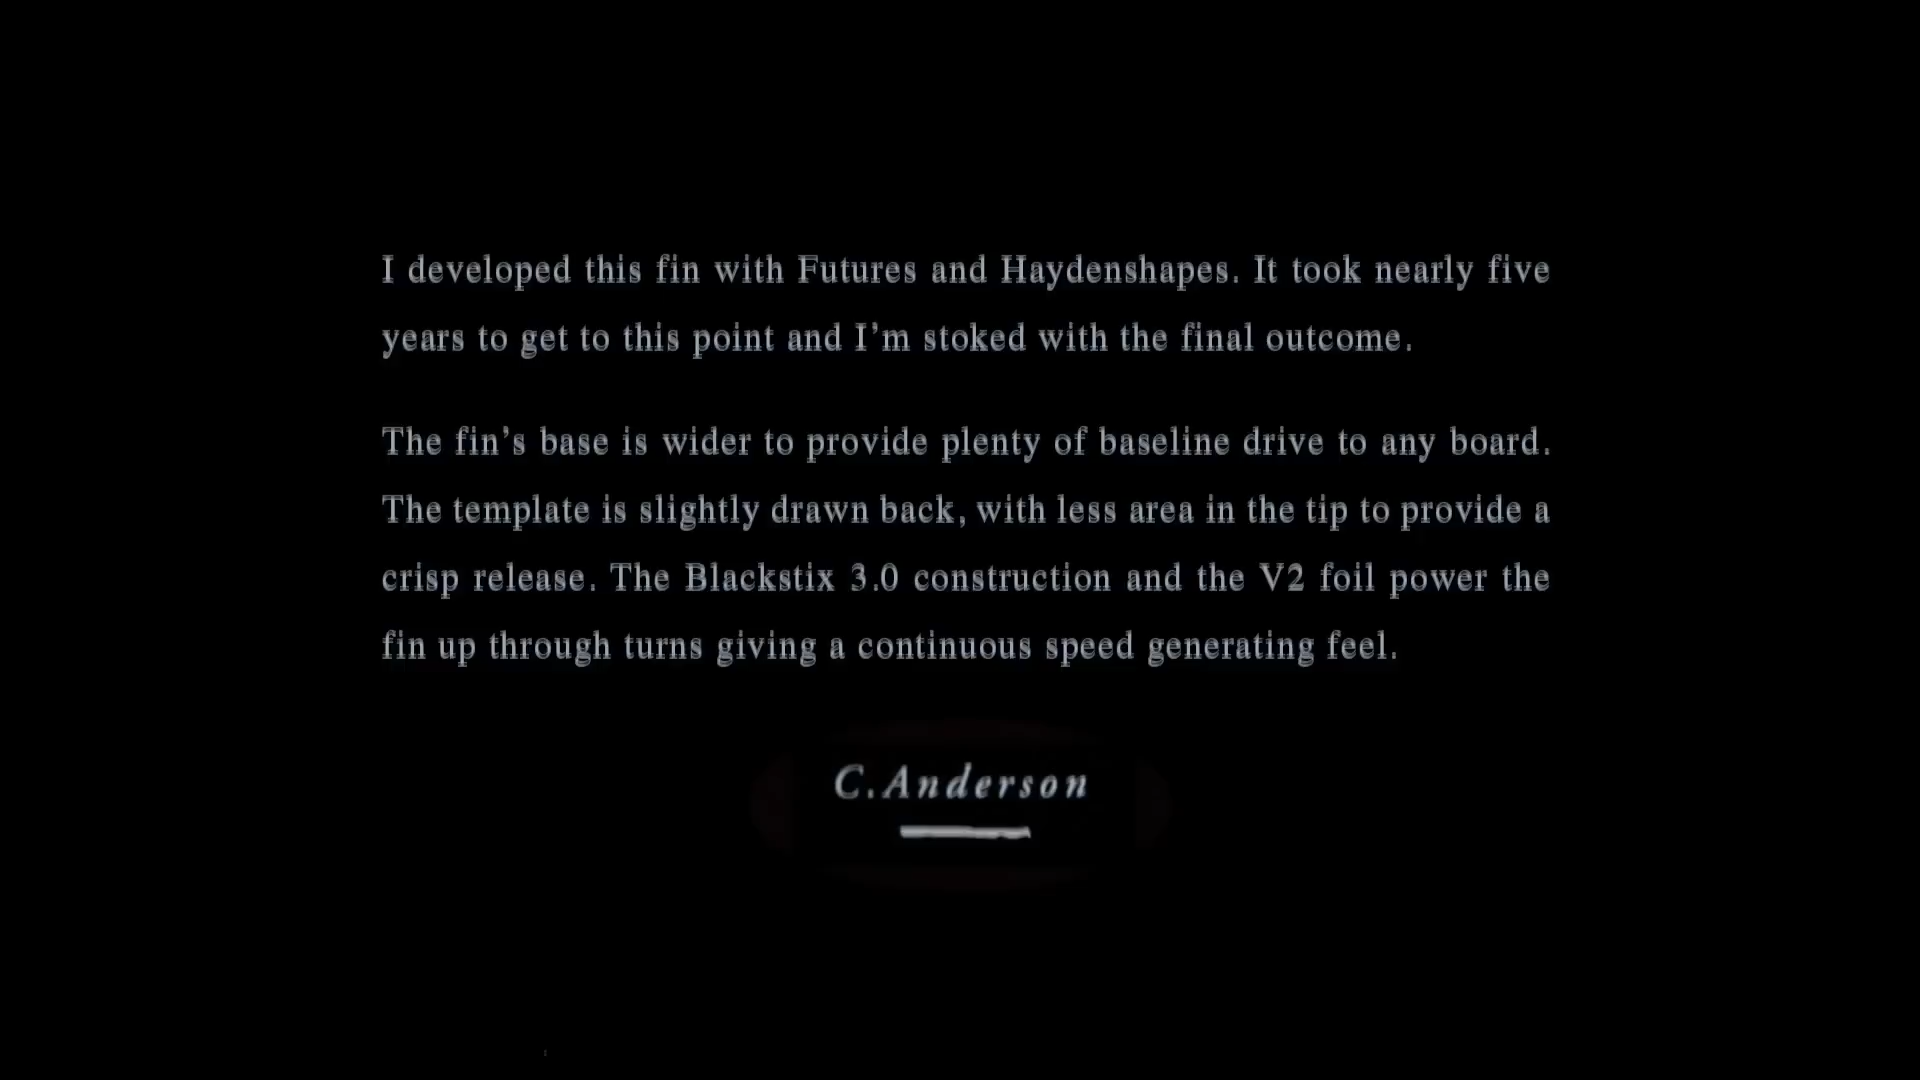 I developed this fin with Futures and Haydenshapes. It took nearly five
years to get to this point and I’m stoked with the final outcome.
The fin’s base is wider to provide plenty of baseline drive to any board.
The template is slightly drawn back, with less area in the tip to provide a
crisp release. The Blackstix 3.0 construction and the V2 foil power the
fin up through turns giving a continuous speed generating feel.
C.Anderson